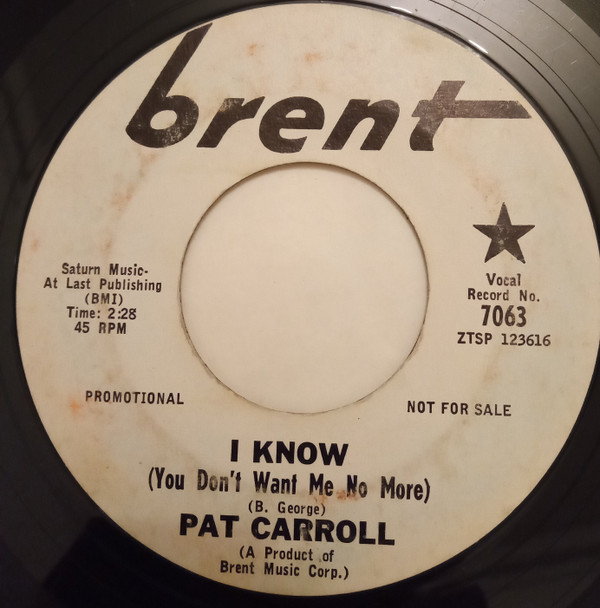 brent
Saturn Music-
At Last Publishing
(BMI)
Time: 2:28
45 RPM
Vocal
Record No.
7063
ZTSP 123616
PROMOTIONAL
NOT FOR SALE
I KNOW
(You Don't Want Me No More)
(B. George)
PAT CARROLL
(A Product of
Brent Music Corp.)